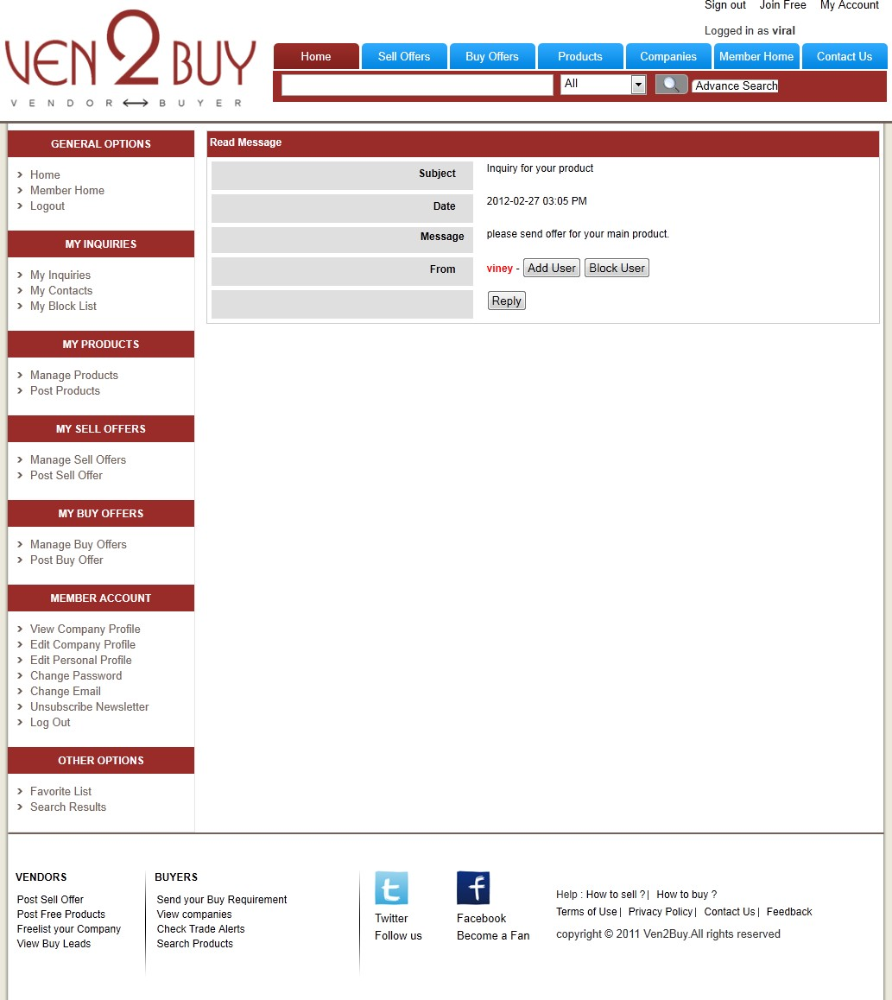 Sign out Join Free My Account
Logged in as viral
VEN 2 BUY
VENDOR BUYER
Home Sell Offers Buy Offers Products Companies Member Home Contact Us
All Advance Search
GENERAL OPTIONS
Home
Member Home
Logout
MY INQUIRIES
My Inquiries
My Contacts
My Block List
MY PRODUCTS
Manage Products
Post Products
MY SELL OFFERS
Manage Sell Offers
Post Sell Offer
MY BUY OFFERS
Manage Buy Offers
Post Buy Offer
MEMBER ACCOUNT
View Company Profile
Edit Company Profile
Edit Personal Profile
Change Password
Change Email
Unsubscribe Newsletter
Log Out
OTHER OPTIONS
Favorite List
Search Results
Read Message
Subject Inquiry for your product
Date 2012-02-27 03:05 PM
Message please send offer for your main product.
From viney - Add User Block User
Reply
VENDORS
Post Sell Offer
Post Free Products
Freelist your Company
View Buy Leads
BUYERS
Send your Buy Requirement
View companies
Check Trade Alerts
Search Products
Twitter
Follow us
Facebook
Become a Fan
Help : How to sell ? | How to buy ?
Terms of Use | Privacy Policy | Contact Us | Feedback
copyright © 2011 Ven2Buy.All rights reserved